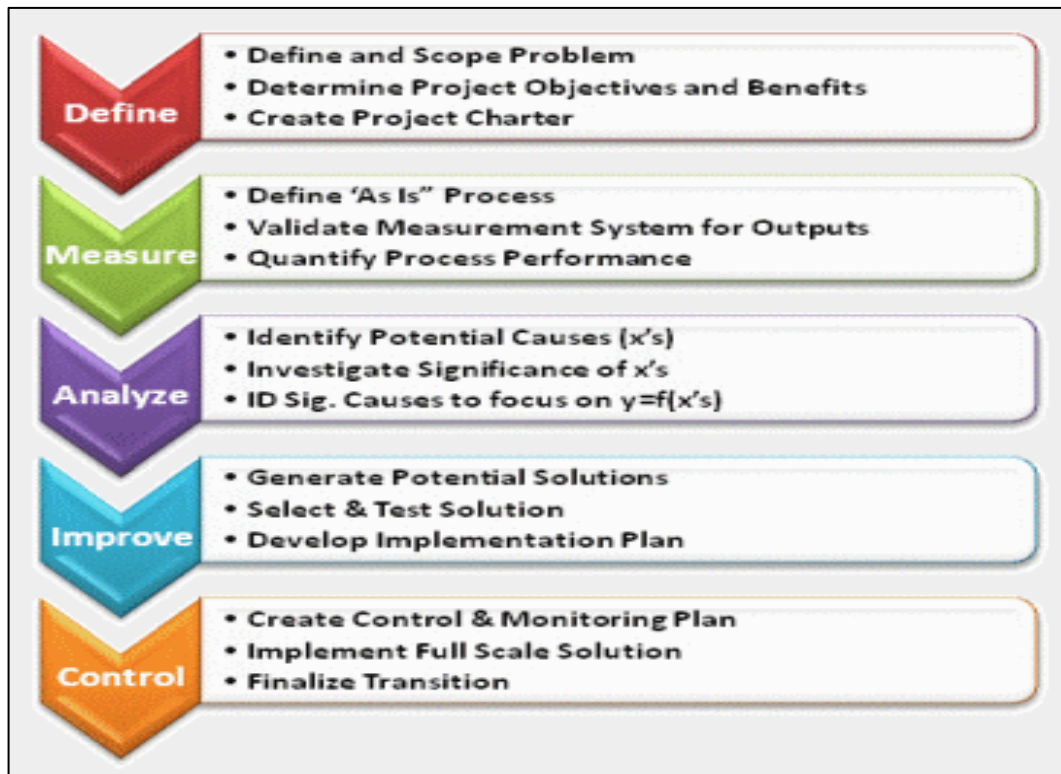 Define
• Define and Scope Problem
• Determine Project Objectives and Benefits
• Create Project Charter
Measure
• Define ‘As Is” Process
• Validate Measurement System for Outputs
• Quantify Process Performance
Analyze
• Identify Potential Causes (x’s)
• Investigate Significance of x’s
• ID Sig. Causes to focus on y=f(x’s)
Improve
• Generate Potential Solutions
• Select & Test Solution
• Develop Implementation Plan
Control
• Create Control & Monitoring Plan
• Implement Full Scale Solution
• Finalize Transition